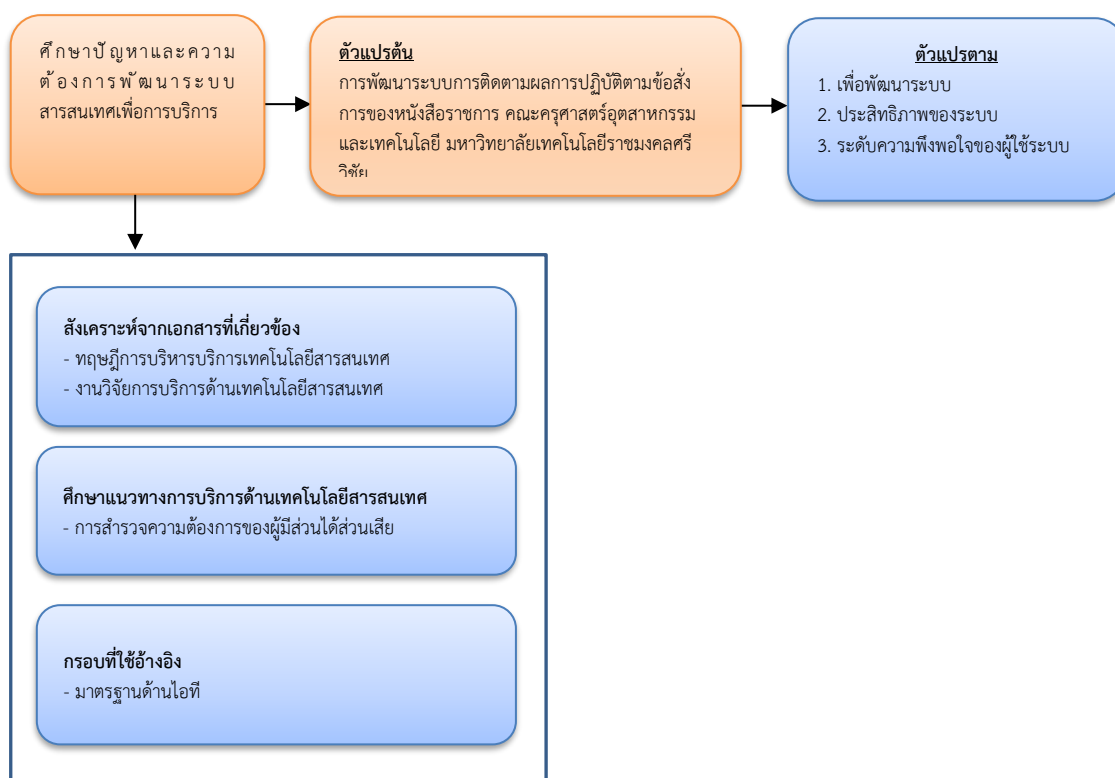 ศึกษาปัญหาและความ
ต้องการพัฒนาระบบ
สารสนเทศเพื่อการบริการ
ตัวแปรต้น
การพัฒนาระบบการติดตามผลการปฏิบัติตามข้อสั่ง
การของหนังสือราชการ คณะครุศาสตร์อุตสาหกรรม
และเทคโนโลยี มหาวิทยาลัยเทคโนโลยีราชมงคลศรี
วิชัย
ตัวแปรตาม
1. เพื่อพัฒนาระบบ
2. ประสิทธิภาพของระบบ
3. ระดับความพึงพอใจของผู้ใช้ระบบ
สังเคราะห์จากเอกสารที่เกี่ยวข้อง
- ทฤษฎีการบริหารบริการเทคโนโลยีสารสนเทศ
- งานวิจัยการบริการด้านเทคโนโลยีสารสนเทศ
ศึกษาแนวทางการบริการด้านเทคโนโลยีสารสนเทศ
- การสำรวจความต้องการของผู้มีส่วนได้ส่วนเสีย
กรอบที่ใช้อ้างอิง
- มาตรฐานด้านไอที